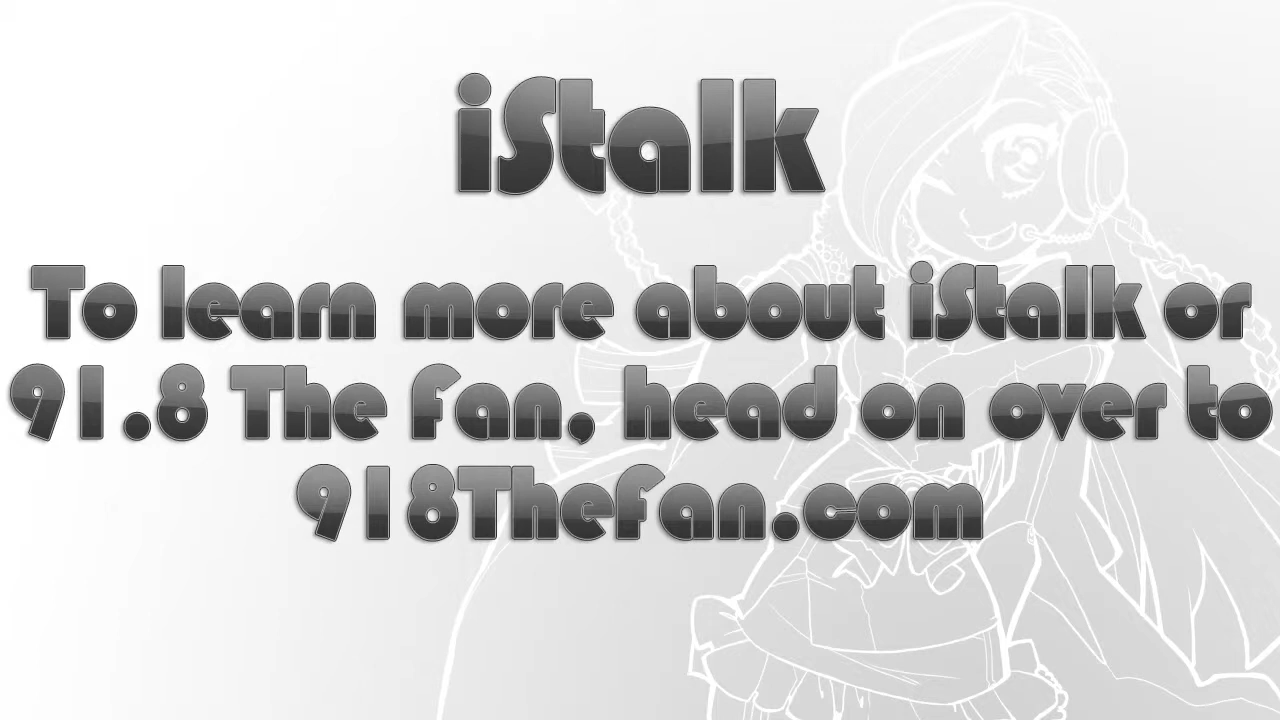 iStalk
To learn more about iStalk or
91.8 The Fan, head on over to
918TheFan.com